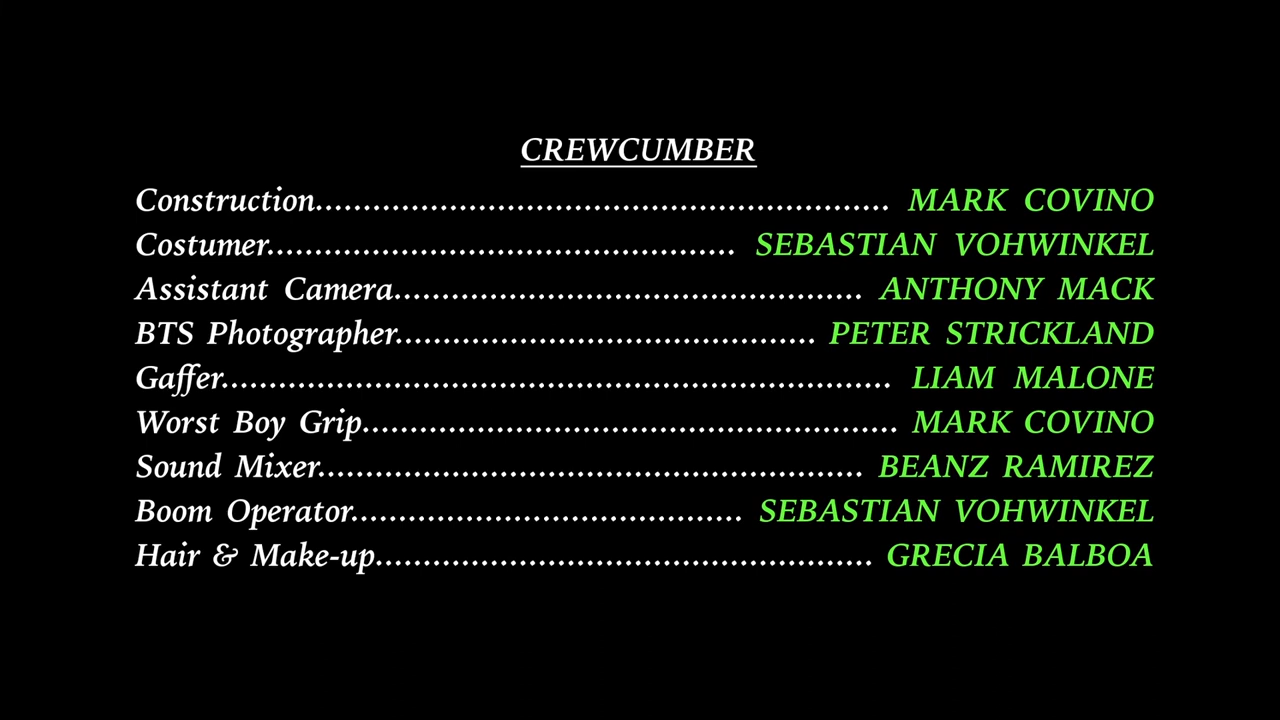 CREWCUMBER
Construction............................................................. MARK COVINO
Costumer.................................................. SEBASTIAN VOHWINKEL
Assistant Camera.................................................. ANTHONY MACK
BTS Photographer............................................. PETER STRICKLAND
Gaffer....................................................................... LIAM MALONE
Worst Boy Grip......................................................... MARK COVINO
Sound Mixer.......................................................... BEANZ RAMIREZ
Boom Operator......................................... SEBASTIAN VOHWINKEL
Hair & Make-up..................................................... GRECIA BALBOA